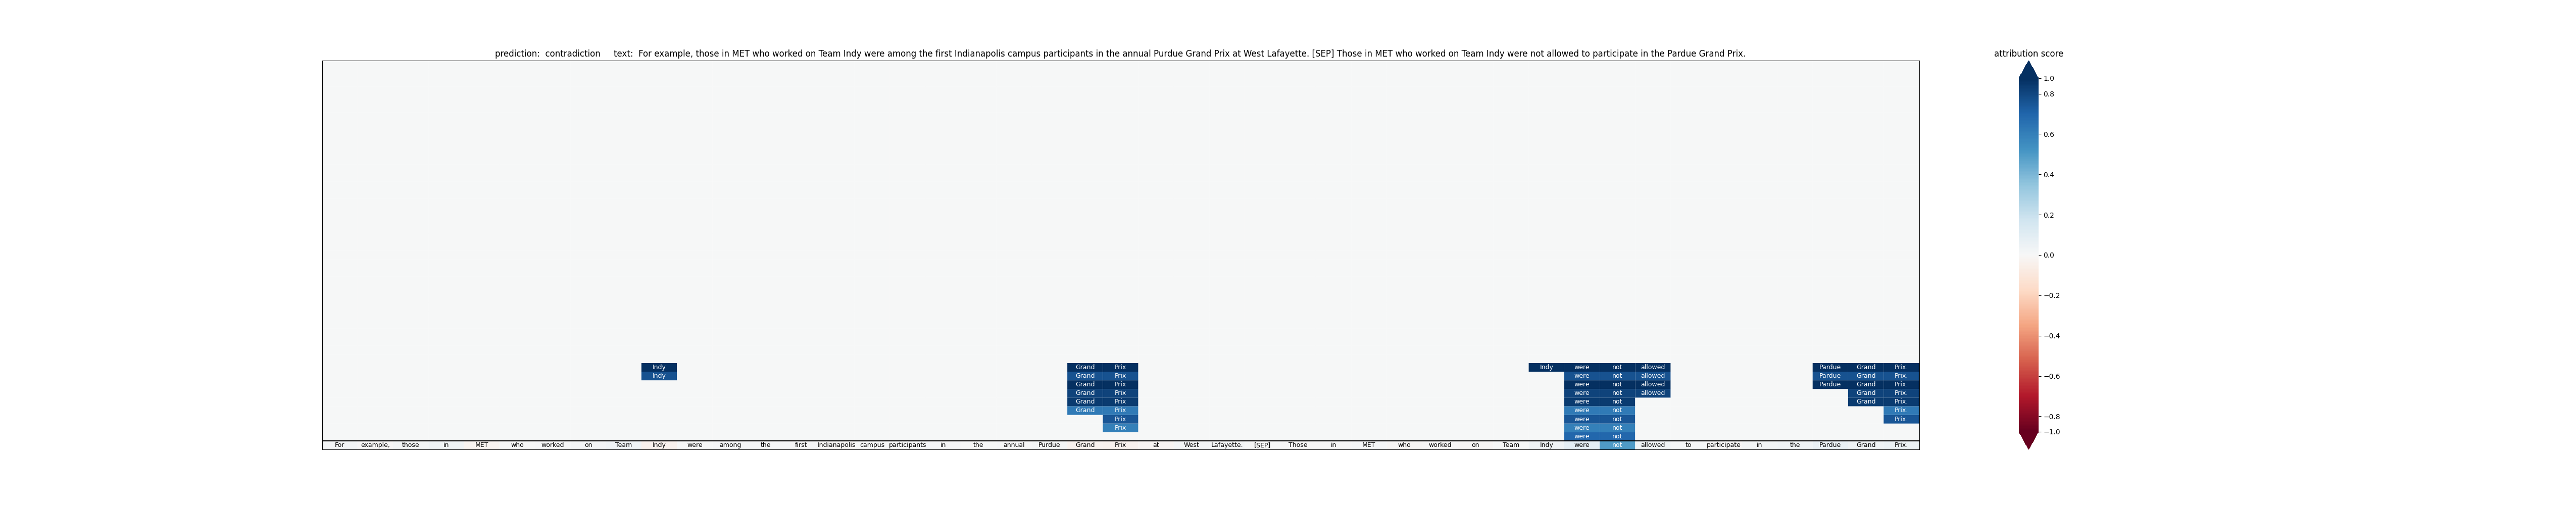 prediction:  contradiction     text:  For example, those in MET who worked on Team Indy were among the first Indianapolis campus participants in the annual Purdue Grand Prix at West Lafayette. [SEP] Those in MET who worked on Team Indy were not allowed to participate in the Pardue Grand Prix.
attribution score
1.0
0.8
0.6
0.4
0.2
0.0
−0.2
−0.4
−0.6
−0.8
−1.0
Indy Grand Prix Indy were not allowed Pardue Grand Prix.
Indy Grand Prix were not allowed Pardue Grand Prix.
Grand Prix were not allowed Pardue Grand Prix.
Grand Prix were not allowed Grand Prix.
Grand Prix were not Grand Prix.
Grand Prix were not Prix.
Prix were not Prix.
Prix were not
were not
For example, those in MET who worked on Team Indy were among the first Indianapolis campus participants in the annual Purdue Grand Prix at West Lafayette. [SEP] Those in MET who worked on Team Indy were not allowed to participate in the Pardue Grand Prix.